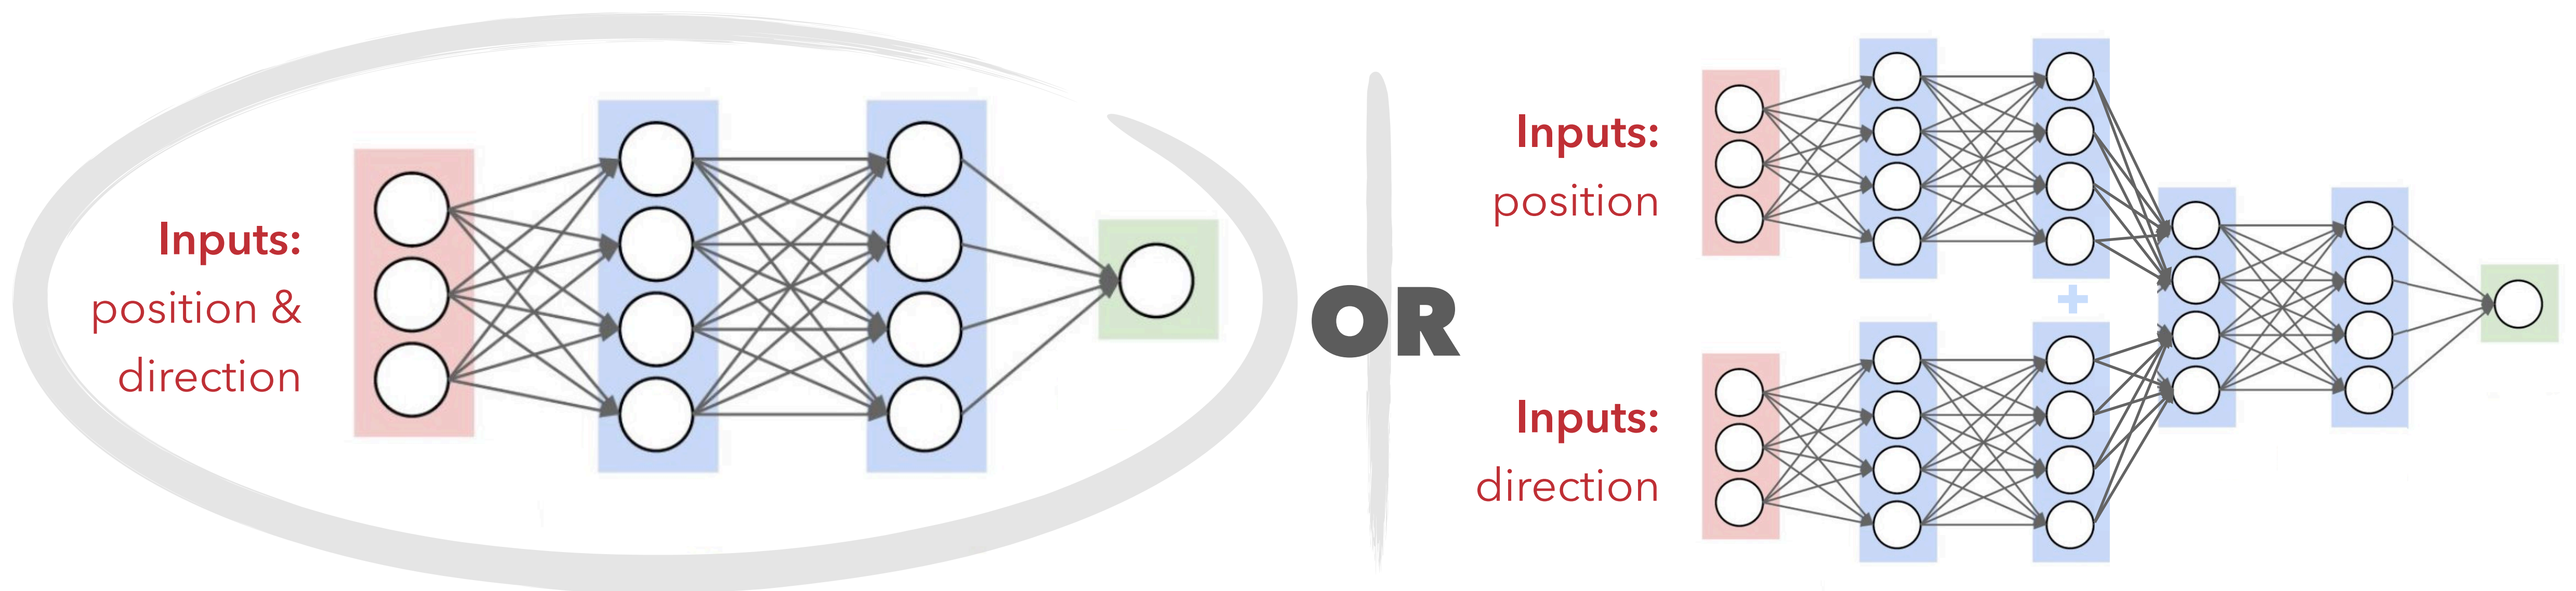 Inputs:
position &
direction
OR
Inputs:
position
+
Inputs:
direction